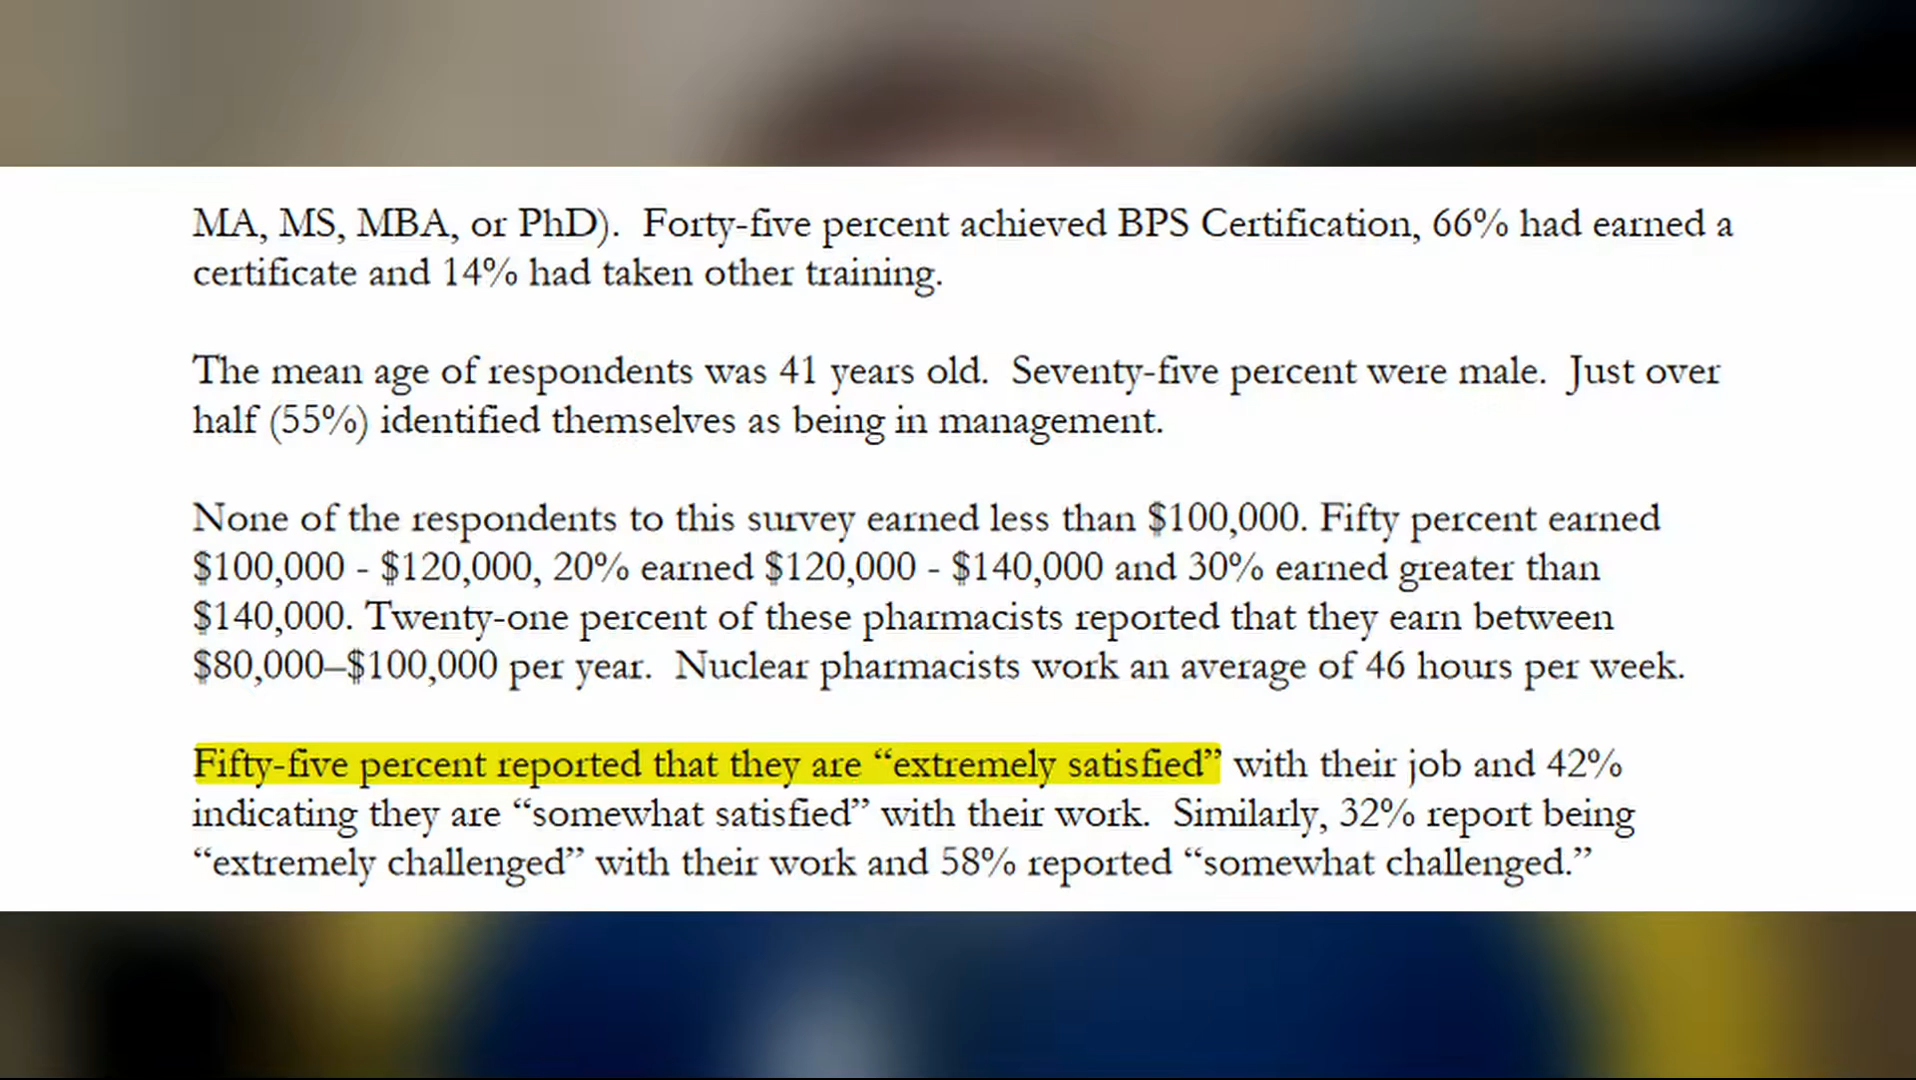 MA, MS, MBA, or PhD).  Forty-five percent achieved BPS Certification, 66% had earned a
certificate and 14% had taken other training.
The mean age of respondents was 41 years old.  Seventy-five percent were male.  Just over
half (55%) identified themselves as being in management.
None of the respondents to this survey earned less than $100,000. Fifty percent earned
$100,000 - $120,000, 20% earned $120,000 - $140,000 and 30% earned greater than
$140,000. Twenty-one percent of these pharmacists reported that they earn between
$80,000–$100,000 per year.  Nuclear pharmacists work an average of 46 hours per week.
Fifty-five percent reported that they are “extremely satisfied” with their job and 42%
indicating they are “somewhat satisfied” with their work.  Similarly, 32% report being
“extremely challenged” with their work and 58% reported “somewhat challenged.”